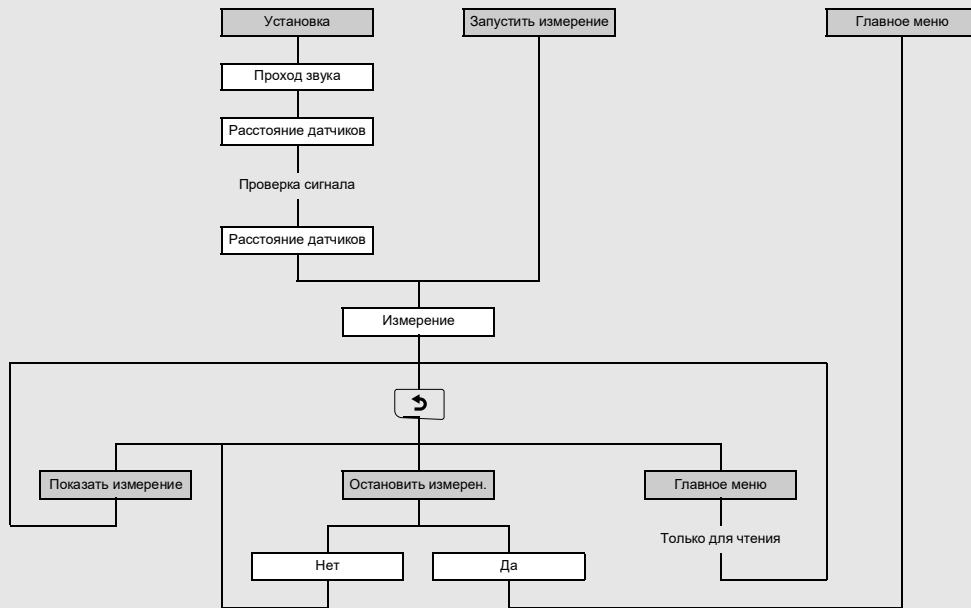 Установка
Запустить измерение
Главное меню
Проход звука
Расстояние датчиков
Проверка сигнала
Расстояние датчиков
Измерение
Показать измерение
Остановить измерен.
Главное меню
Только для чтения
Нет
Да